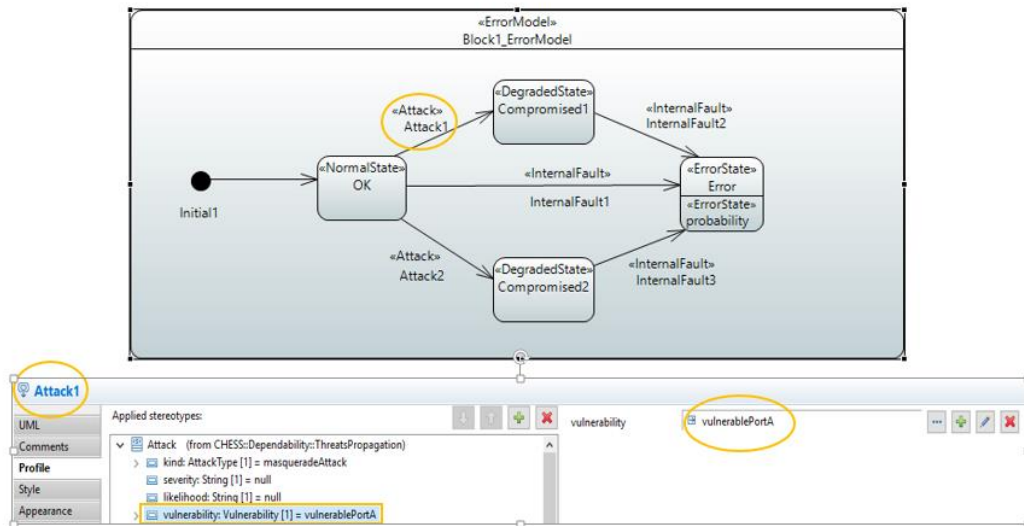 «ErrorModel»
Block1_ErrorModel
«DegradedState»
Compromised1
«Attack»
Attack1
«InternalFault»
InternalFault2
«NormalState»
OK
«InternalFault»
InternalFault1
«ErrorState»
Error
«ErrorState»
probability
Initial1
«Attack»
Attack2
«DegradedState»
Compromised2
«InternalFault»
InternalFault3
Attack1
UML
Comments
Profile
Style
Appearance
Applied stereotypes:
Attack (from CHESS::Dependability::ThreatsPropagation)
kind: AttackType [1] = masqueradeAttack
severity: String [1] = null
likelihood: String [1] = null
vulnerability: Vulnerability [1] = vulnerablePortA
vulnerability
vulnerablePortA